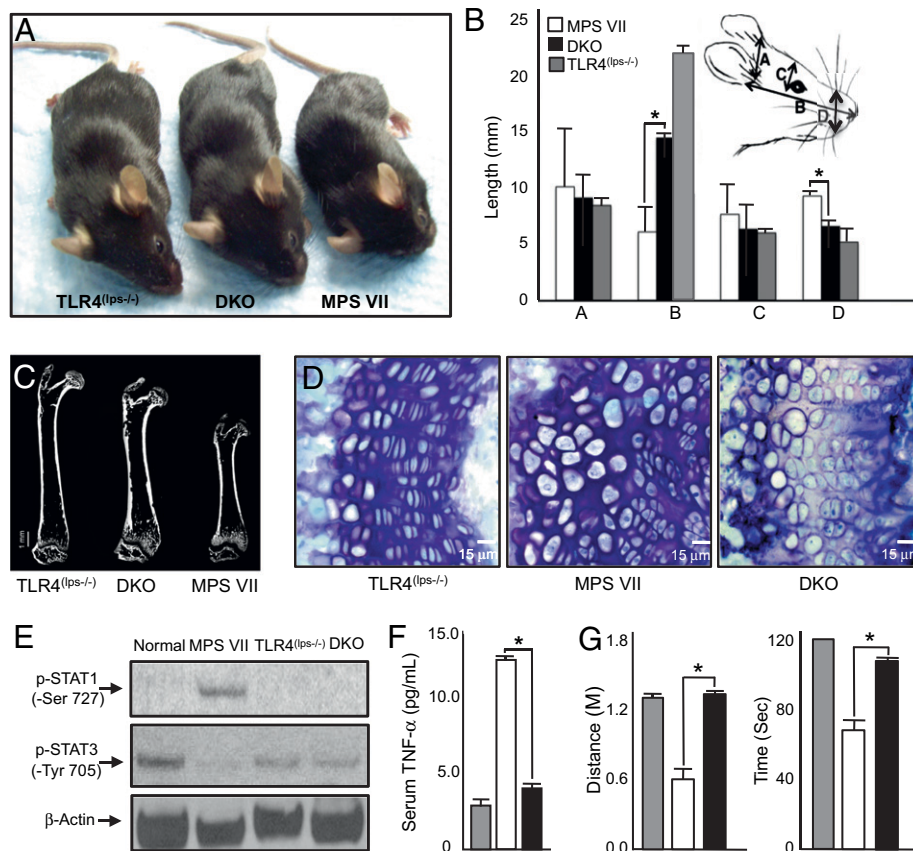 A
TLR4(lps-/-) DKO MPS VII
B
MPS VII
DKO
TLR4(lps-/-)
Length (mm)
25
20
15
10
5
0
*
*
A
C
B
D
A B C D
C
1 mm
TLR4(lps-/-) DKO MPS VII
D
15 µm 15 µm 15 µm
TLR4(lps-/-) MPS VII DKO
E
Normal MPS VII TLR4(lps-/-) DKO
p-STAT1
(-Ser 727)
p-STAT3
(-Tyr 705)
β-Actin
F
Serum TNF-α (pg/mL)
15.0
10.0
5.0
0
*
G
Distance (M)
1.8
1.2
0.6
0.0
*
Time (Sec)
120
80
40
0
*